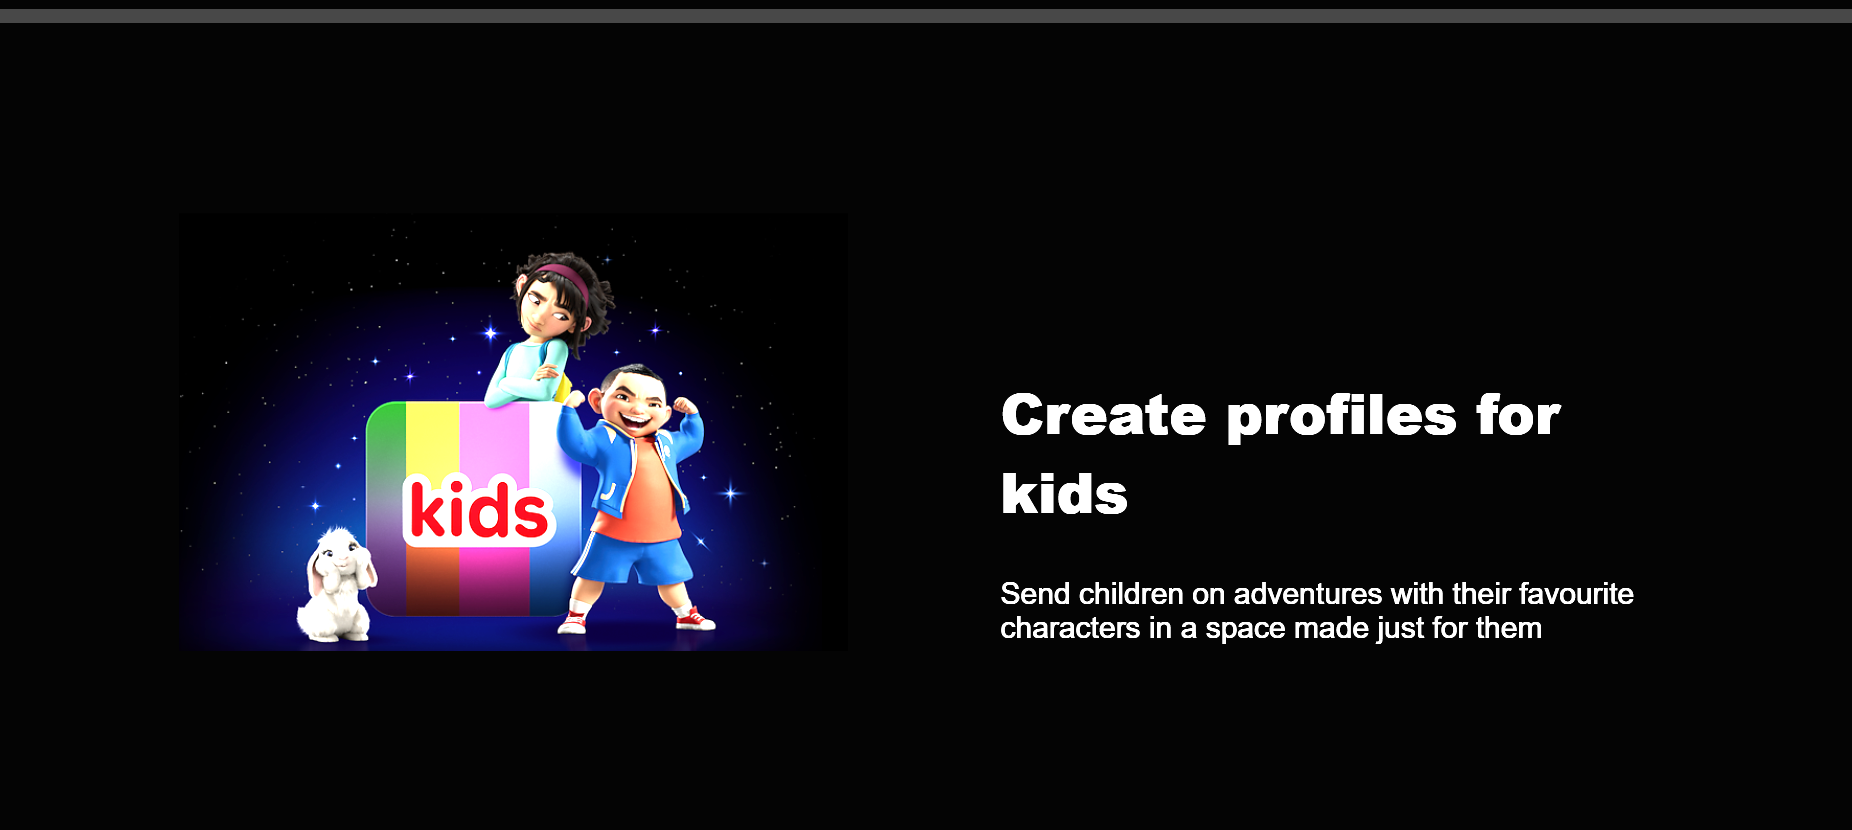 kids
Create profiles for
kids
Send children on adventures with their favourite
characters in a space made just for them